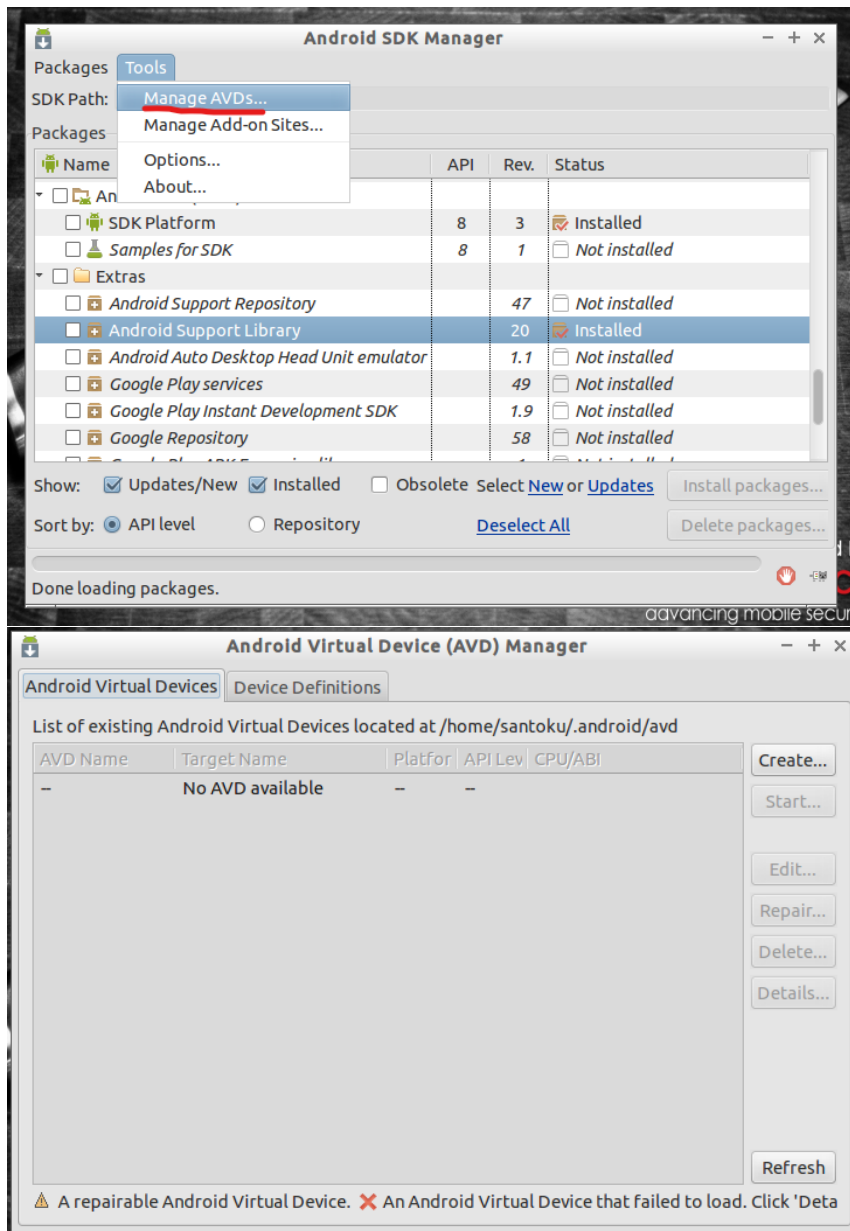 Android SDK Manager
Packages Tools
SDK Path: Manage AVDs...
Manage Add-on Sites...
Packages
Options...
Name API Rev. Status
About...
An
SDK Platform 8 3 Installed
Samples for SDK 8 1 Not installed
Extras
Android Support Repository 47 Not installed
Android Support Library 20 Installed
Android Auto Desktop Head Unit emulator 1.1 Not installed
Google Play services 49 Not installed
Google Play Instant Development SDK 1.9 Not installed
Google Repository 58 Not installed
Show: Updates/New Installed Obsolete Select New or Updates Install packages...
Sort by: API level Repository Deselect All Delete packages...
Done loading packages.
advancing mobile secur
Android Virtual Device (AVD) Manager
Android Virtual Devices Device Definitions
List of existing Android Virtual Devices located at /home/santoku/.android/avd
AVD Name Target Name Platfor API Lev CPU/ABI Create...
-- No AVD available -- --
Start...
Edit...
Repair...
Delete...
Details...
Refresh
A repairable Android Virtual Device. An Android Virtual Device that failed to load. Click 'Deta